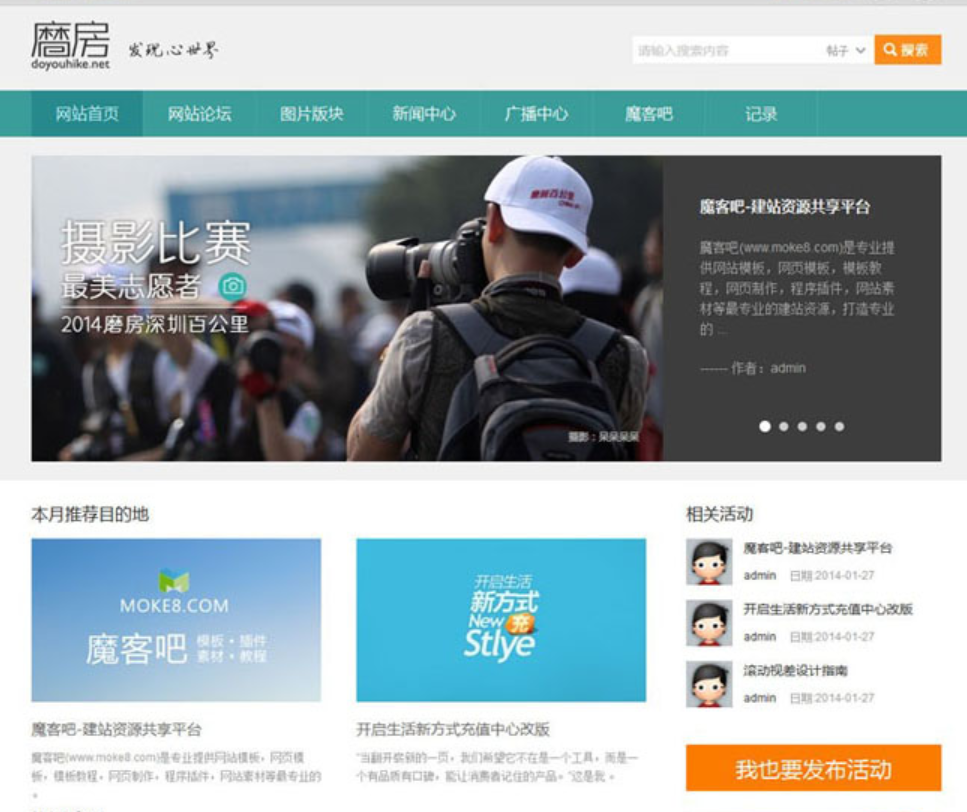 磨房
doyouhike.net
发现心世界
请输入搜索内容
帖子
搜索
网站首页
网站论坛
图片版块
新闻中心
广播中心
魔客吧
记录
摄影比赛
最美志愿者
2014磨房深圳百公里
磨房百公里
摄影：呆呆呆呆
魔客吧-建站资源共享平台
魔客吧(www.moke8.com)是专业提
供网站模板，网页模板，模板教
程，网页制作，程序插件，网站素
材等最专业的建站资源，打造专业
的 ...
------ 作者：admin
本月推荐目的地
MOKE8.COM
魔客吧
模板·插件
素材·教程
魔客吧-建站资源共享平台
魔客吧(www.moke8.com)是专业提供网站模板，网页模
板，模板教程，网页制作，程序插件，网站素材等最专业的
。
开启生活
新方式
New 充
Stlye
开启生活新方式充值中心改版
“当翻开崭新的一页，我们希望它不在是一个工具，而是一
个有品质有口碑，能让消费者记住的产品。”这是我 。
相关活动
魔客吧-建站资源共享平台
admin 日期:2014-01-27
开启生活新方式充值中心改版
admin 日期:2014-01-27
滚动视差设计指南
admin 日期:2014-01-27
我也要发布活动